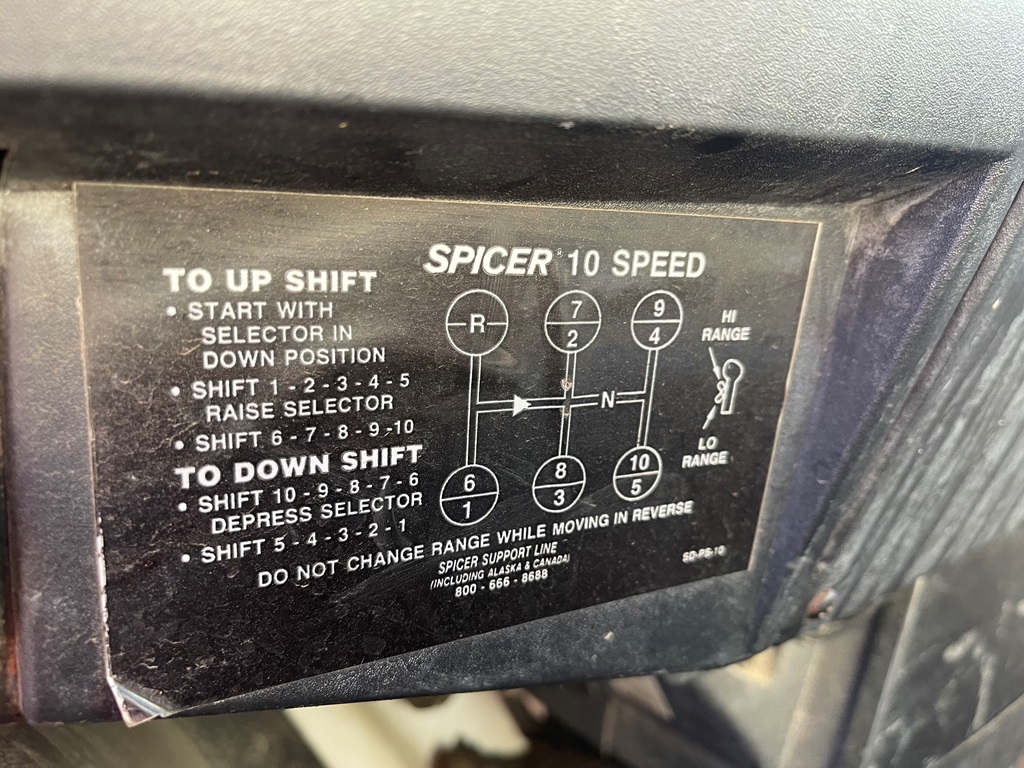 SPICER® 10 SPEED
TO UP SHIFT
• START WITH
SELECTOR IN
DOWN POSITION
• SHIFT 1 - 2 - 3 - 4 - 5
RAISE SELECTOR
• SHIFT 6 - 7 - 8 - 9 -10
TO DOWN SHIFT
• SHIFT 10 - 9 - 8 - 7 - 6
DEPRESS SELECTOR
• SHIFT 5 - 4 - 3 - 2 - 1
R
7
2
9
4
N
6
1
8
3
10
5
HI
RANGE
LO
RANGE
DO NOT CHANGE RANGE WHILE MOVING IN REVERSE
SPICER SUPPORT LINE
(INCLUDING ALASKA & CANADA)
800 - 666 - 8688
SD-PS-10